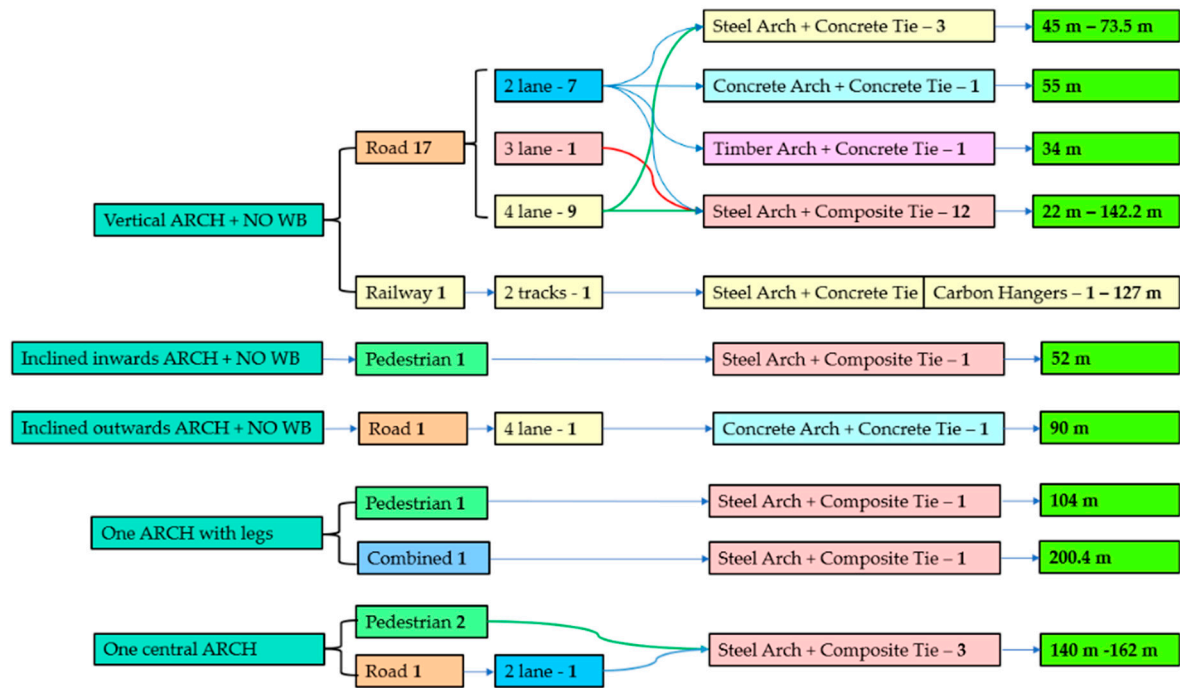 Steel Arch + Concrete Tie – 3
45 m – 73.5 m
2 lane - 7
Concrete Arch + Concrete Tie – 1
55 m
Road 17
3 lane - 1
Timber Arch + Concrete Tie – 1
34 m
Vertical ARCH + NO WB
4 lane - 9
Steel Arch + Composite Tie – 12
22 m – 142.2 m
Railway 1
2 tracks - 1
Steel Arch + Concrete Tie
Carbon Hangers – 1 – 127 m
Inclined inwards ARCH + NO WB
Pedestrian 1
Steel Arch + Composite Tie – 1
52 m
Inclined outwards ARCH + NO WB
Road 1
4 lane - 1
Concrete Arch + Concrete Tie – 1
90 m
One ARCH with legs
Pedestrian 1
Steel Arch + Composite Tie – 1
104 m
Combined 1
Steel Arch + Composite Tie – 1
200.4 m
One central ARCH
Pedestrian 2
Steel Arch + Composite Tie – 3
140 m -162 m
Road 1
2 lane - 1